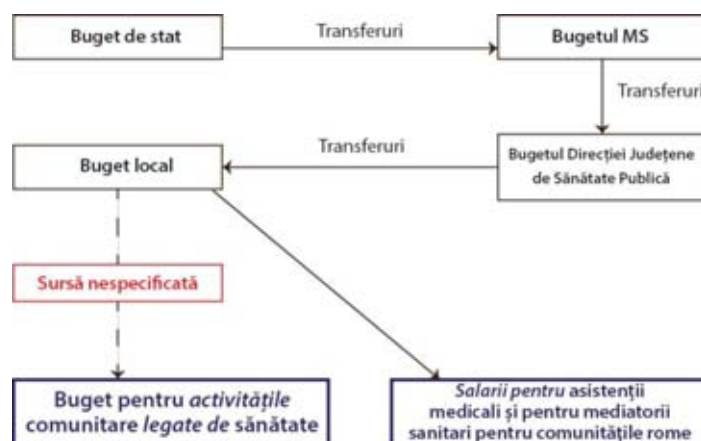 Buget de stat
Transferuri
Bugetul MS
Transferuri
Bugetul Direcției Județene
de Sănătate Publică
Transferuri
Buget local
Sursă nespecificată
Buget pentru activitățile
comunitare legate de sănătate
Salarii pentru asistenții
medicali și pentru mediatorii
sanitari pentru comunitățile rome